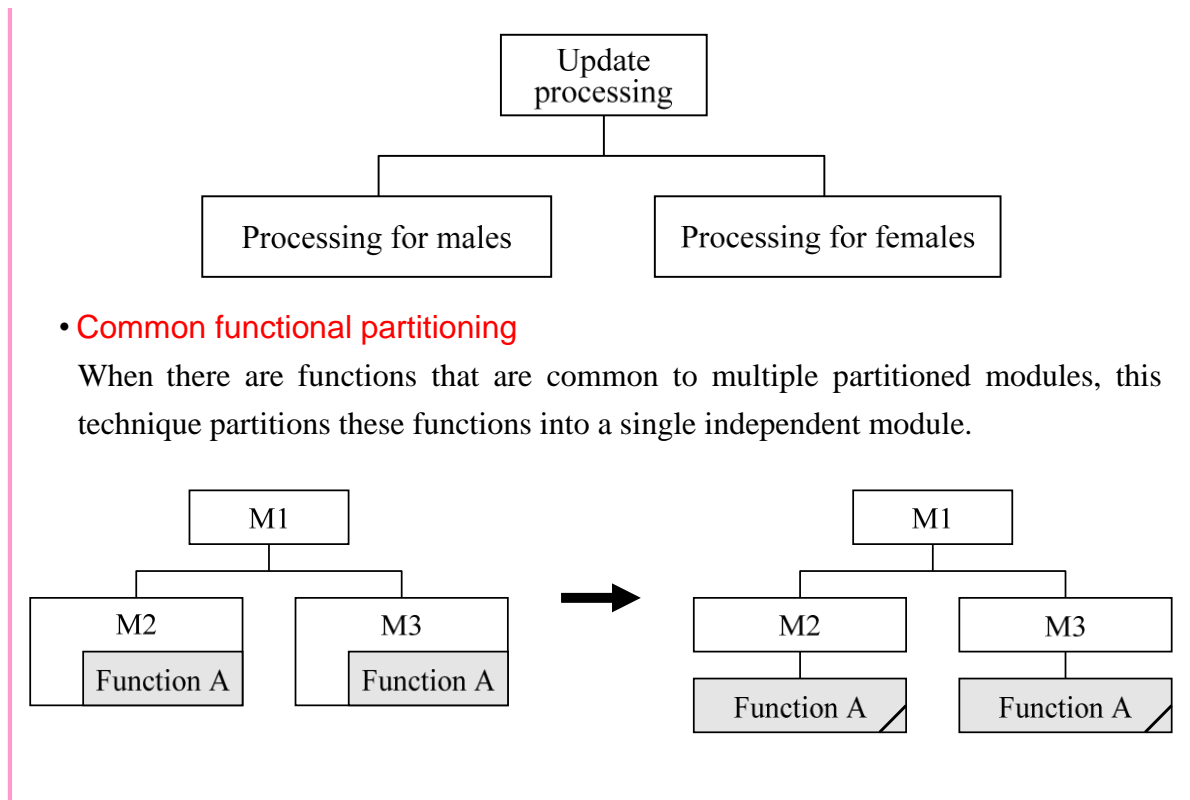 Update
processing
Processing for males
Processing for females
• Common functional partitioning
When there are functions that are common to multiple partitioned modules, this
technique partitions these functions into a single independent module.
M1
M2
Function A
M3
Function A
M1
M2
M3
Function A
Function A